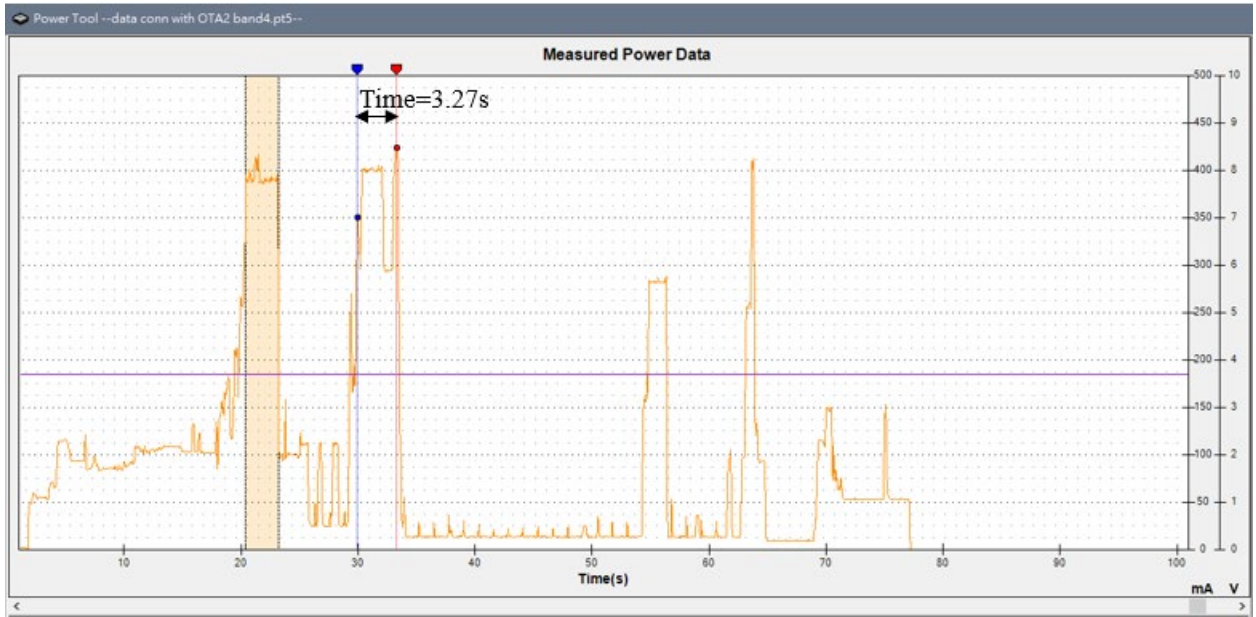 Power Tool --data conn with OTA2 band4.pt5--
Measured Power Data
Time=3.27s
500 10
450 9
400 8
350 7
300 6
250 5
200 4
150 3
100 2
50 1
0 0
10 20 30 40 50 60 70 80 90 100
Time(s)
mA V